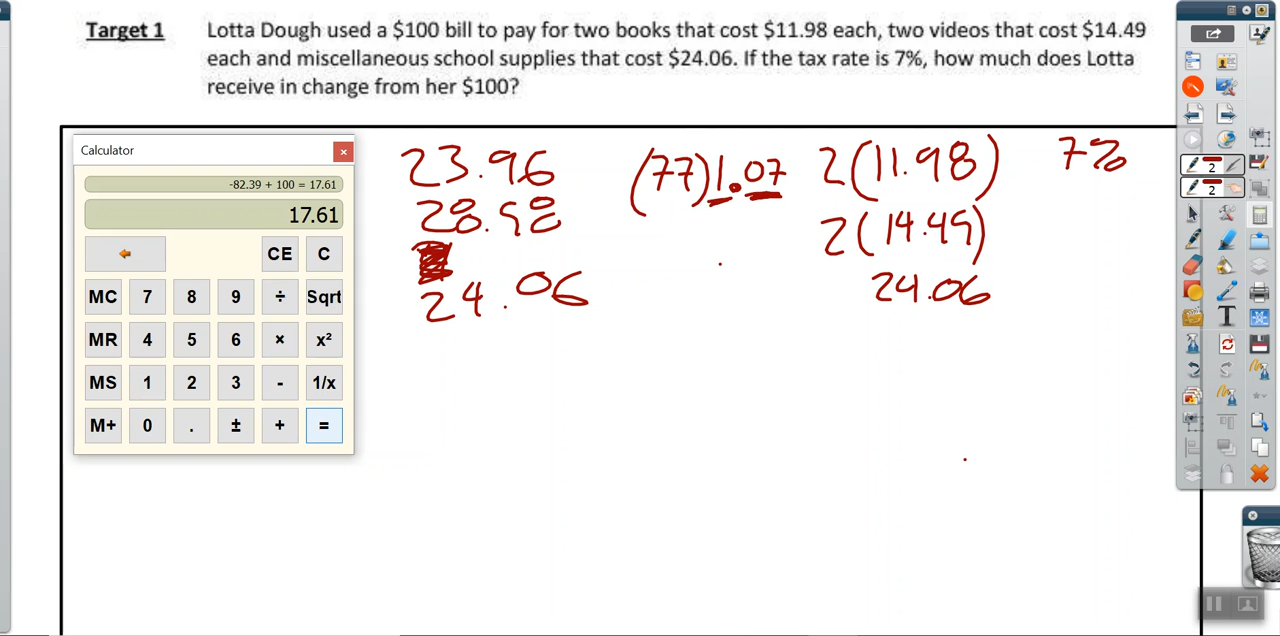 Target 1 Lotta Dough used a $100 bill to pay for two books that cost $11.98 each, two videos that cost $14.49
each and miscellaneous school supplies that cost $24.06. If the tax rate is 7%, how much does Lotta
receive in change from her $100?
Calculator
-82.39 + 100 = 17.61
17.61
CE C
MC 7 8 9 ÷ Sqrt
MR 4 5 6 × x²
MS 1 2 3 - 1/x
M+ 0 . ± + =
23.96
28.98
24.06
(77)1.07
2(11.98)
2(14.49)
24.06
7%
2
2
T